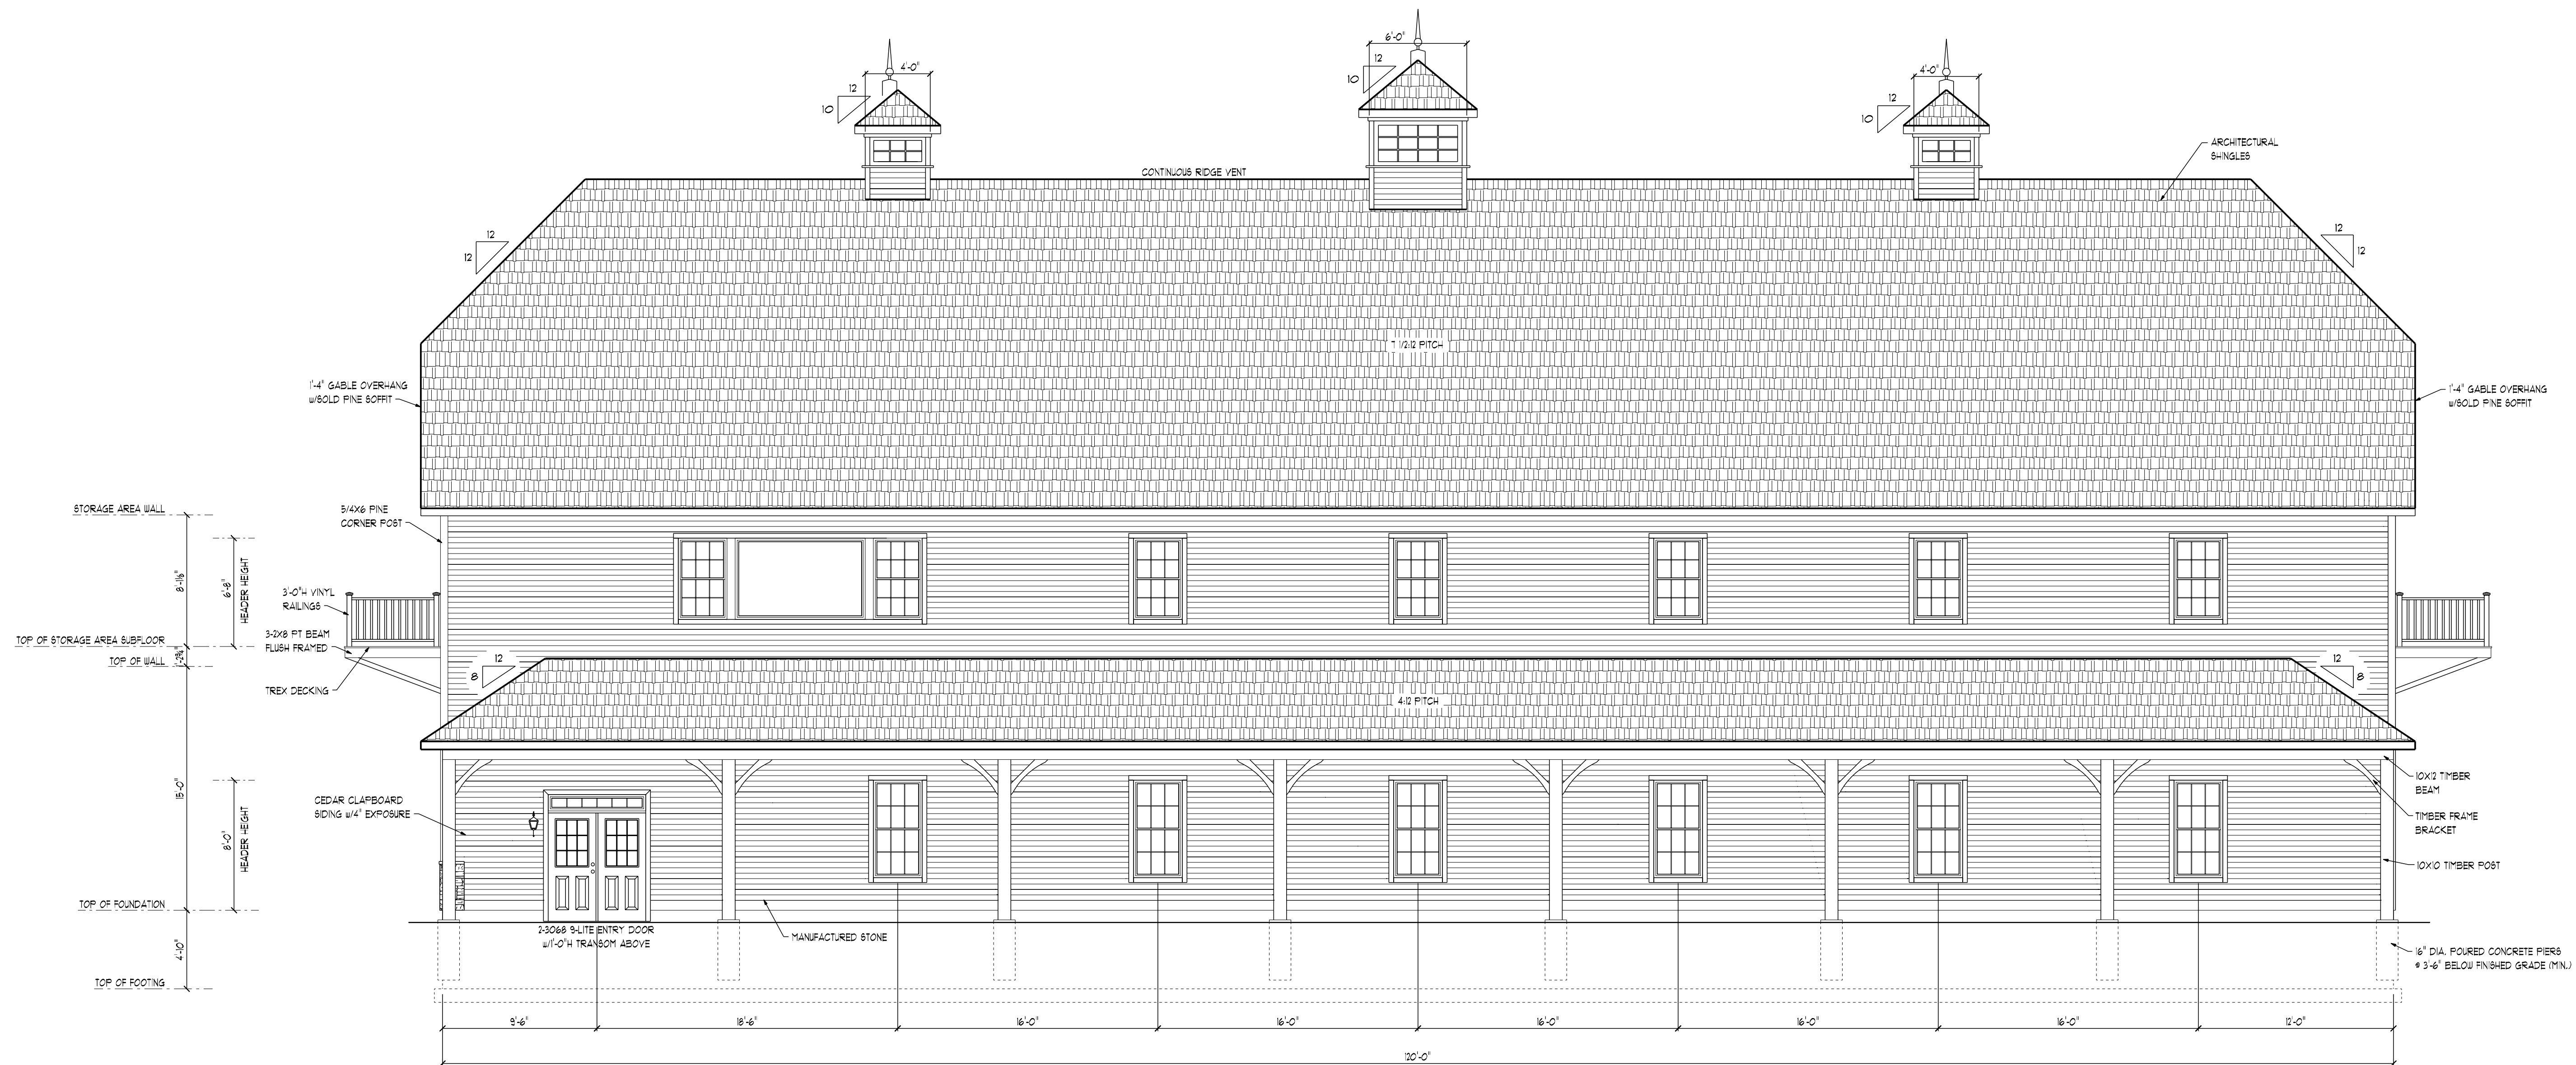 6'-0"
12
10
4'-0"
12
10
4'-0"
12
10
ARCHITECTURAL
SHINGLES
CONTINUOUS RIDGE VENT
12
12
12
12
7 1/2:12 PITCH
1'-4" GABLE OVERHANG
w/SOLD PINE SOFFIT
1'-4" GABLE OVERHANG
w/SOLD PINE SOFFIT
STORAGE AREA WALL
5/4X6 PINE
CORNER POST
8'-1 1/8"
6'-8"
HEADER HEIGHT
3'-0"H VINYL
RAILINGS
TOP OF STORAGE AREA SUBFLOOR
3-2X8 PT BEAM
FLUSH FRAMED
TOP OF WALL
12
8
12
8
TREX DECKING
4:12 PITCH
15'-0"
8'-0"
HEADER HEIGHT
CEDAR CLAPBOARD
SIDING w/4" EXPOSURE
10X12 TIMBER
BEAM
TIMBER FRAME
BRACKET
10X10 TIMBER POST
TOP OF FOUNDATION
2-3068 9-LITE ENTRY DOOR
w/1'-0"H TRANSOM ABOVE
MANUFACTURED STONE
4'-10"
16" DIA. POURED CONCRETE PIERS
@ 3'-6" BELOW FINISHED GRADE (MIN.)
TOP OF FOOTING
9'-6"
18'-6"
16'-0"
16'-0"
16'-0"
16'-0"
16'-0"
12'-0"
120'-0"